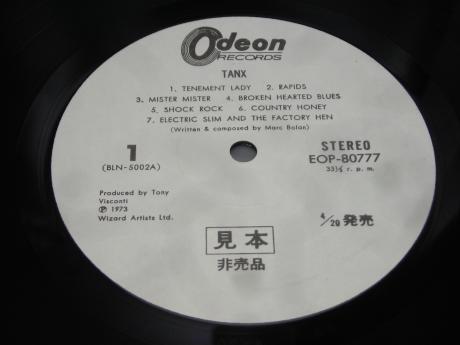 Odeon
RECORDS
TANX
1. TENEMENT LADY 2. RAPIDS
3. MISTER MISTER 4. BROKEN HEARTED BLUES
5. SHOCK ROCK 6. COUNTRY HONEY
7. ELECTRIC SLIM AND THE FACTORY HEN
(Written & composed by Marc Bolan)
1
(BLN-5002A)
STEREO
EOP-80777
33⅓ r. p. m.
Produced by Tony
Visconti
Ⓟ 1973
Wizard Artists Ltd.
4/20 発売
見本
非売品